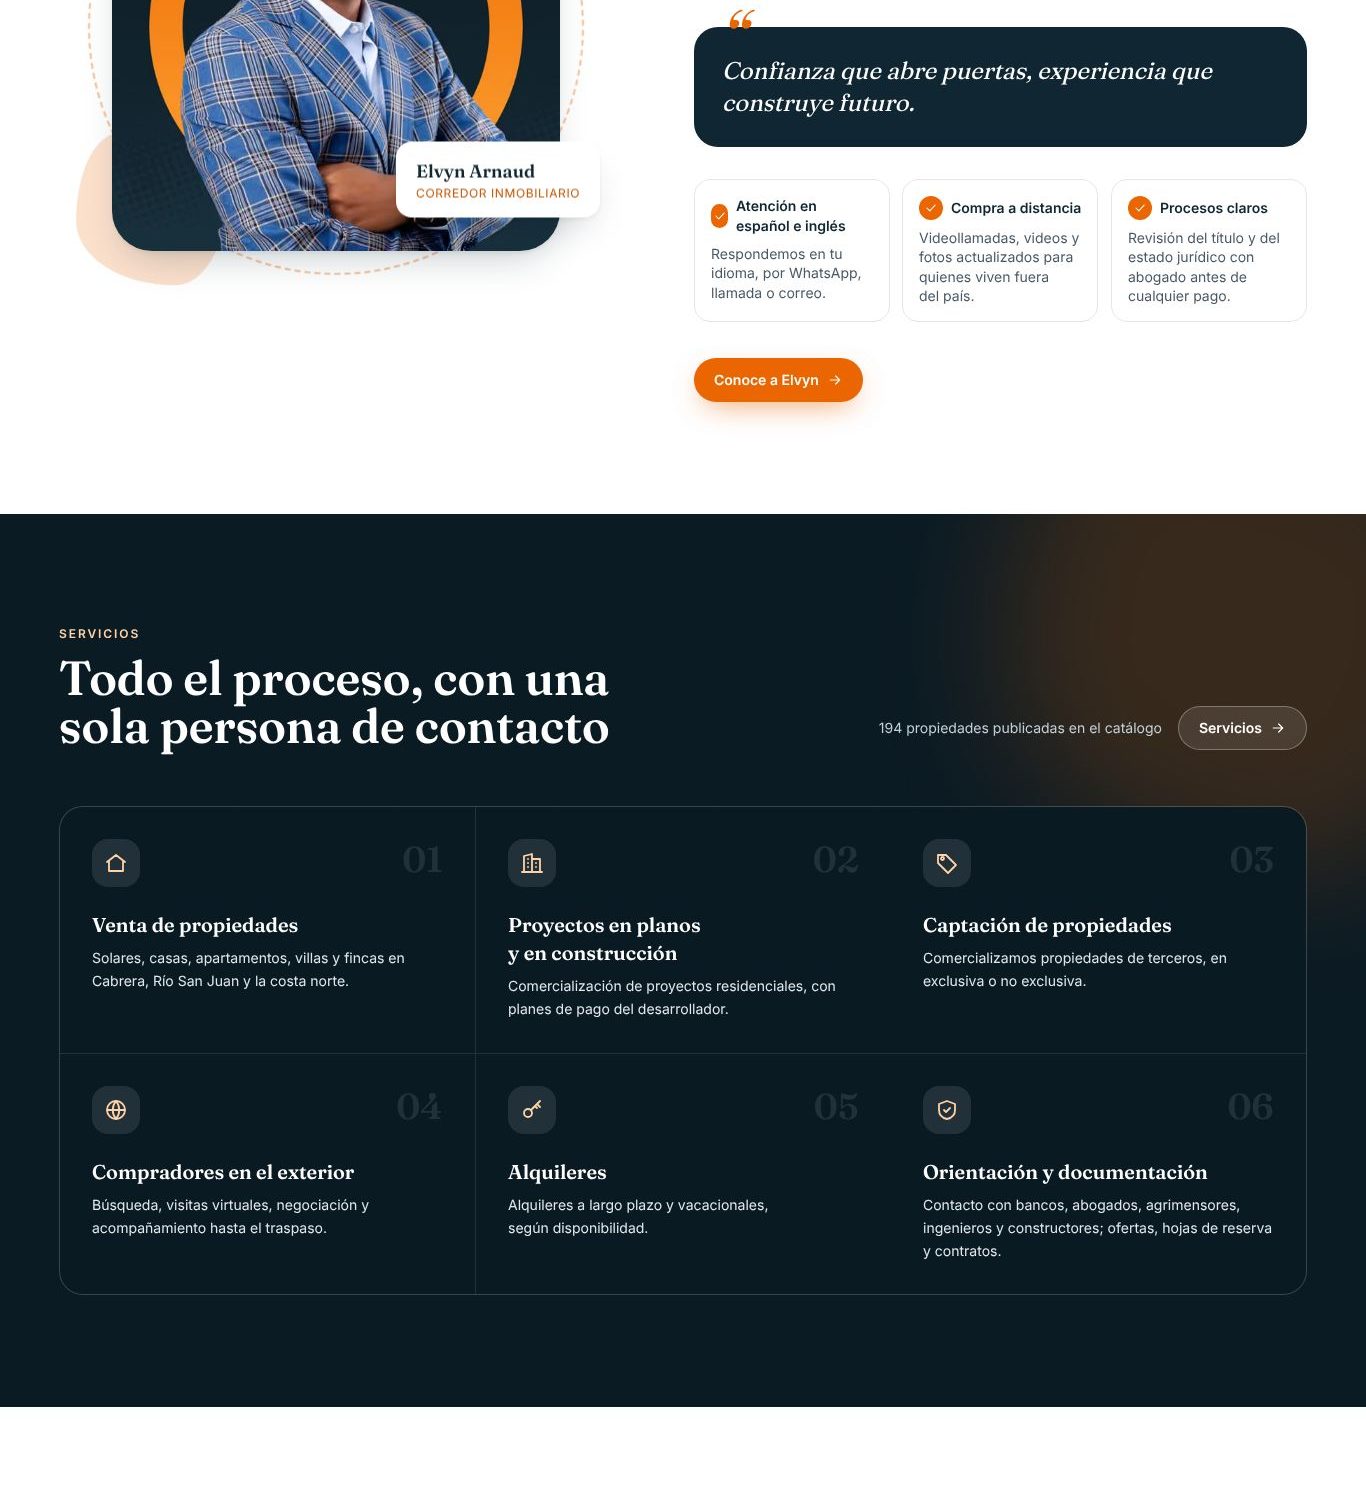 “
Confianza que abre puertas, experiencia que
construye futuro.
Elvyn Arnaud
CORREDOR INMOBILIARIO
Atención en
español e inglés
Respondemos en tu
idioma, por WhatsApp,
llamada o correo.
Compra a distancia
Videollamadas, videos y
fotos actualizados para
quienes viven fuera
del país.
Procesos claros
Revisión del título y del
estado jurídico con
abogado antes de
cualquier pago.
Conoce a Elvyn →
SERVICIOS
Todo el proceso, con una
sola persona de contacto
194 propiedades publicadas en el catálogo
Servicios →
01
Venta de propiedades
Solares, casas, apartamentos, villas y fincas en
Cabrera, Río San Juan y la costa norte.
02
Proyectos en planos
y en construcción
Comercialización de proyectos residenciales, con
planes de pago del desarrollador.
03
Captación de propiedades
Comercializamos propiedades de terceros, en
exclusiva o no exclusiva.
04
Compradores en el exterior
Búsqueda, visitas virtuales, negociación y
acompañamiento hasta el traspaso.
05
Alquileres
Alquileres a largo plazo y vacacionales,
según disponibilidad.
06
Orientación y documentación
Contacto con bancos, abogados, agrimensores,
ingenieros y constructores; ofertas, hojas de reserva
y contratos.